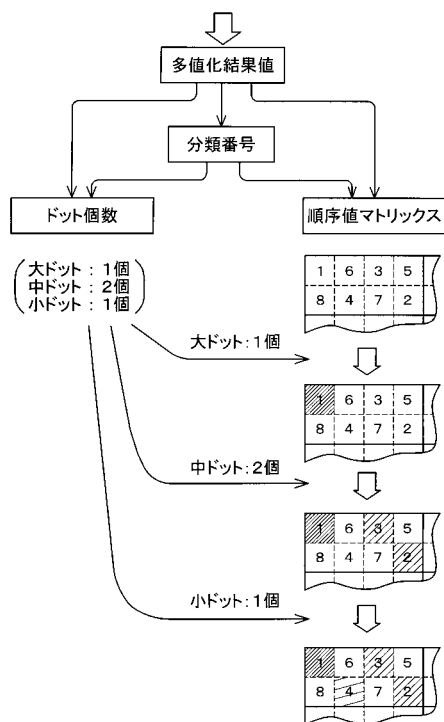 多値化結果値
分類番号
ドット個数
順序値マトリックス
大ドット : 1個
中ドット : 2個
小ドット : 1個
1 6 3 5
8 4 7 2
大ドット:1個
1 6 3 5
8 4 7 2
中ドット:2個
1 6 3 5
8 4 7 2
小ドット:1個
1 6 3 5
8 4 7 2